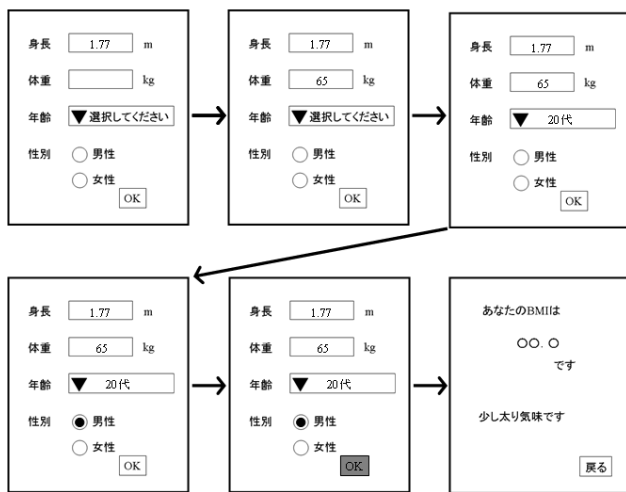 身長 1.77 m
体重 kg
年齢 ▼選択してください
性別 ○ 男性
○ 女性
OK
身長 1.77 m
体重 65 kg
年齢 ▼選択してください
性別 ○ 男性
○ 女性
OK
身長 1.77 m
体重 65 kg
年齢 ▼ 20代
性別 ○ 男性
○ 女性
OK
身長 1.77 m
体重 65 kg
年齢 ▼ 20代
性別 ◉ 男性
○ 女性
OK
身長 1.77 m
体重 65 kg
年齢 ▼ 20代
性別 ◉ 男性
○ 女性
OK
あなたのBMIは
○○.○
です
少し太り気味です
戻る